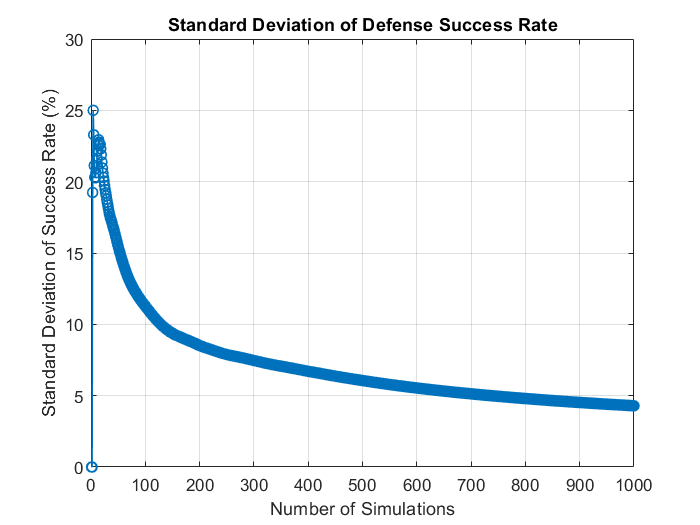 Standard Deviation of Defense Success Rate
Standard Deviation of Success Rate (%)
30
25
20
15
10
5
0
0 100 200 300 400 500 600 700 800 900 1000
Number of Simulations